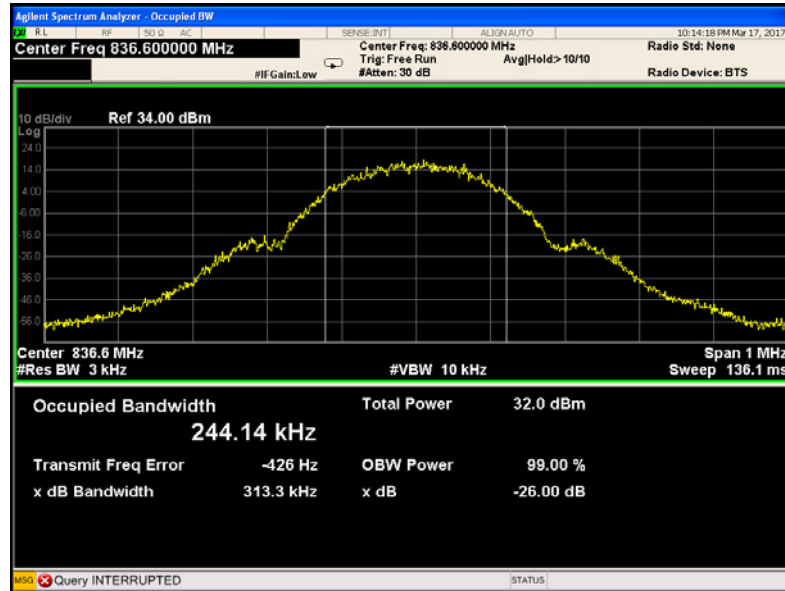 Agilent Spectrum Analyzer - Occupied BW
RL RF 50 Ω AC SENSE:INT ALIGNAUTO 10:14:18 PM Mar 17, 2017
Center Freq 836.600000 MHz Center Freq: 836.600000 MHz Radio Std: None
Trig: Free Run Avg|Hold:>10/10
#IFGain:Low #Atten: 30 dB Radio Device: BTS
10 dB/div Ref 34.00 dBm
Log
24.0
14.0
4.00
-6.00
-16.0
-26.0
-36.0
-46.0
-56.0
Center 836.6 MHz Span 1 MHz
#Res BW 3 kHz #VBW 10 kHz Sweep 136.1 ms
Occupied Bandwidth Total Power 32.0 dBm
244.14 kHz
Transmit Freq Error -426 Hz OBW Power 99.00 %
x dB Bandwidth 313.3 kHz x dB -26.00 dB
MSG Query INTERRUPTED STATUS